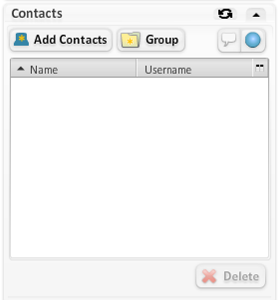 Contacts
Add Contacts Group
Name Username
Delete